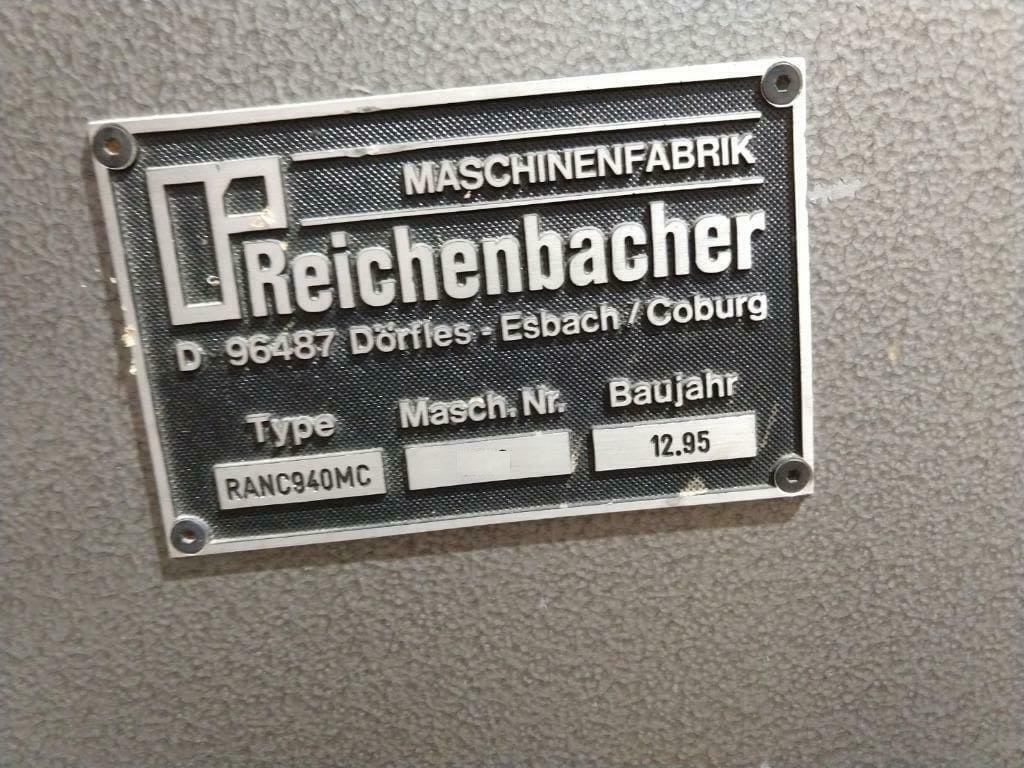 MASCHINENFABRIK
Reichenbacher
D 96487 Dörfles - Esbach / Coburg
Type Masch. Nr. Baujahr
RANC940MC 12.95